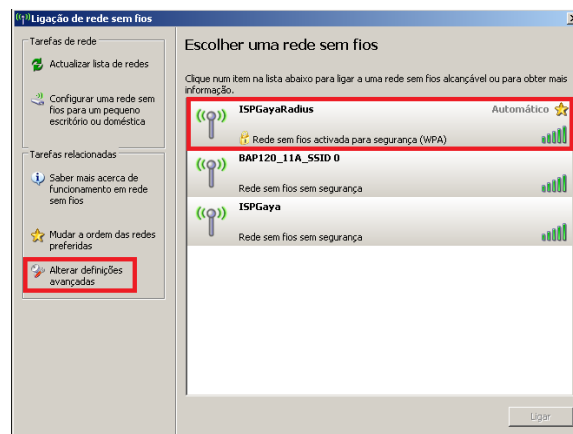 Ligação de rede sem fios
Tarefas de rede
Actualizar lista de redes
Configurar uma rede sem
fios para um pequeno
escritório ou doméstica
Tarefas relacionadas
Saber mais acerca de
funcionamento em rede
sem fios
Mudar a ordem das redes
preferidas
Alterar definições
avançadas
Escolher uma rede sem fios
Clique num item na lista abaixo para ligar a uma rede sem fios alcançável ou para obter mais
informação.
ISPGayaRadius Automático
Rede sem fios activada para segurança (WPA)
BAP120_11A_SSID 0
Rede sem fios sem segurança
ISPGaya
Rede sem fios sem segurança
Ligar